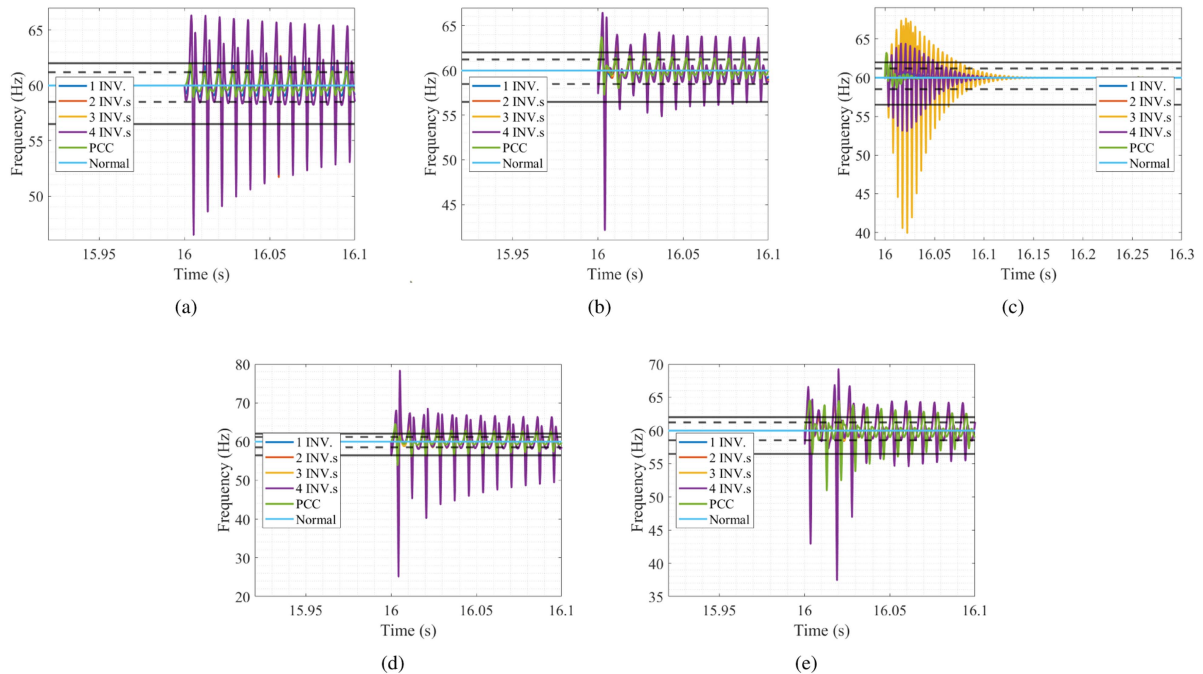 Frequency (Hz)
65
60
55
50
1 INV.
2 INV.s
3 INV.s
4 INV.s
PCC
Normal
15.95
16
16.05
16.1
Time (s)
(a)
Frequency (Hz)
65
60
55
50
45
1 INV.
2 INV.s
3 INV.s
4 INV.s
PCC
Normal
15.95
16
16.05
16.1
Time (s)
(b)
Frequency (Hz)
65
60
55
50
45
40
1 INV.
2 INV.s
3 INV.s
4 INV.s
PCC
Normal
16
16.05
16.1
16.15
16.2
16.25
16.3
Time (s)
(c)
Frequency (Hz)
80
70
60
50
40
30
20
1 INV.
2 INV.s
3 INV.s
4 INV.s
PCC
Normal
15.95
16
16.05
16.1
Time (s)
(d)
Frequency (Hz)
70
65
60
55
50
45
40
35
1 INV.
2 INV.s
3 INV.s
4 INV.s
PCC
Normal
15.95
16
16.05
16.1
Time (s)
(e)